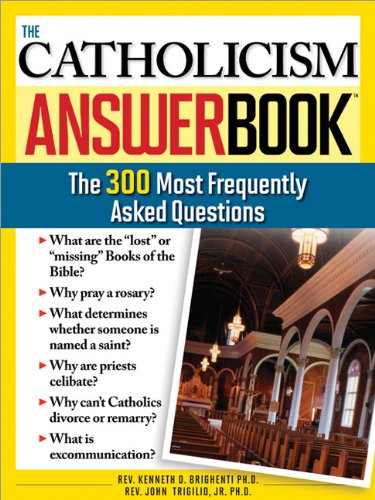 THE
CATHOLICISM
ANSWER BOOK™
The 300 Most Frequently
Asked Questions
▶ What are the "lost" or
"missing" Books of the
Bible?
▶ Why pray a rosary?
▶ What determines
whether someone is
named a saint?
▶ Why are priests
celibate?
▶ Why can't Catholics
divorce or remarry?
▶ What is
excommunication?
REV. KENNETH D. BRIGHENTI PH.D.
REV. JOHN TRIGILIO, JR. PH.D.